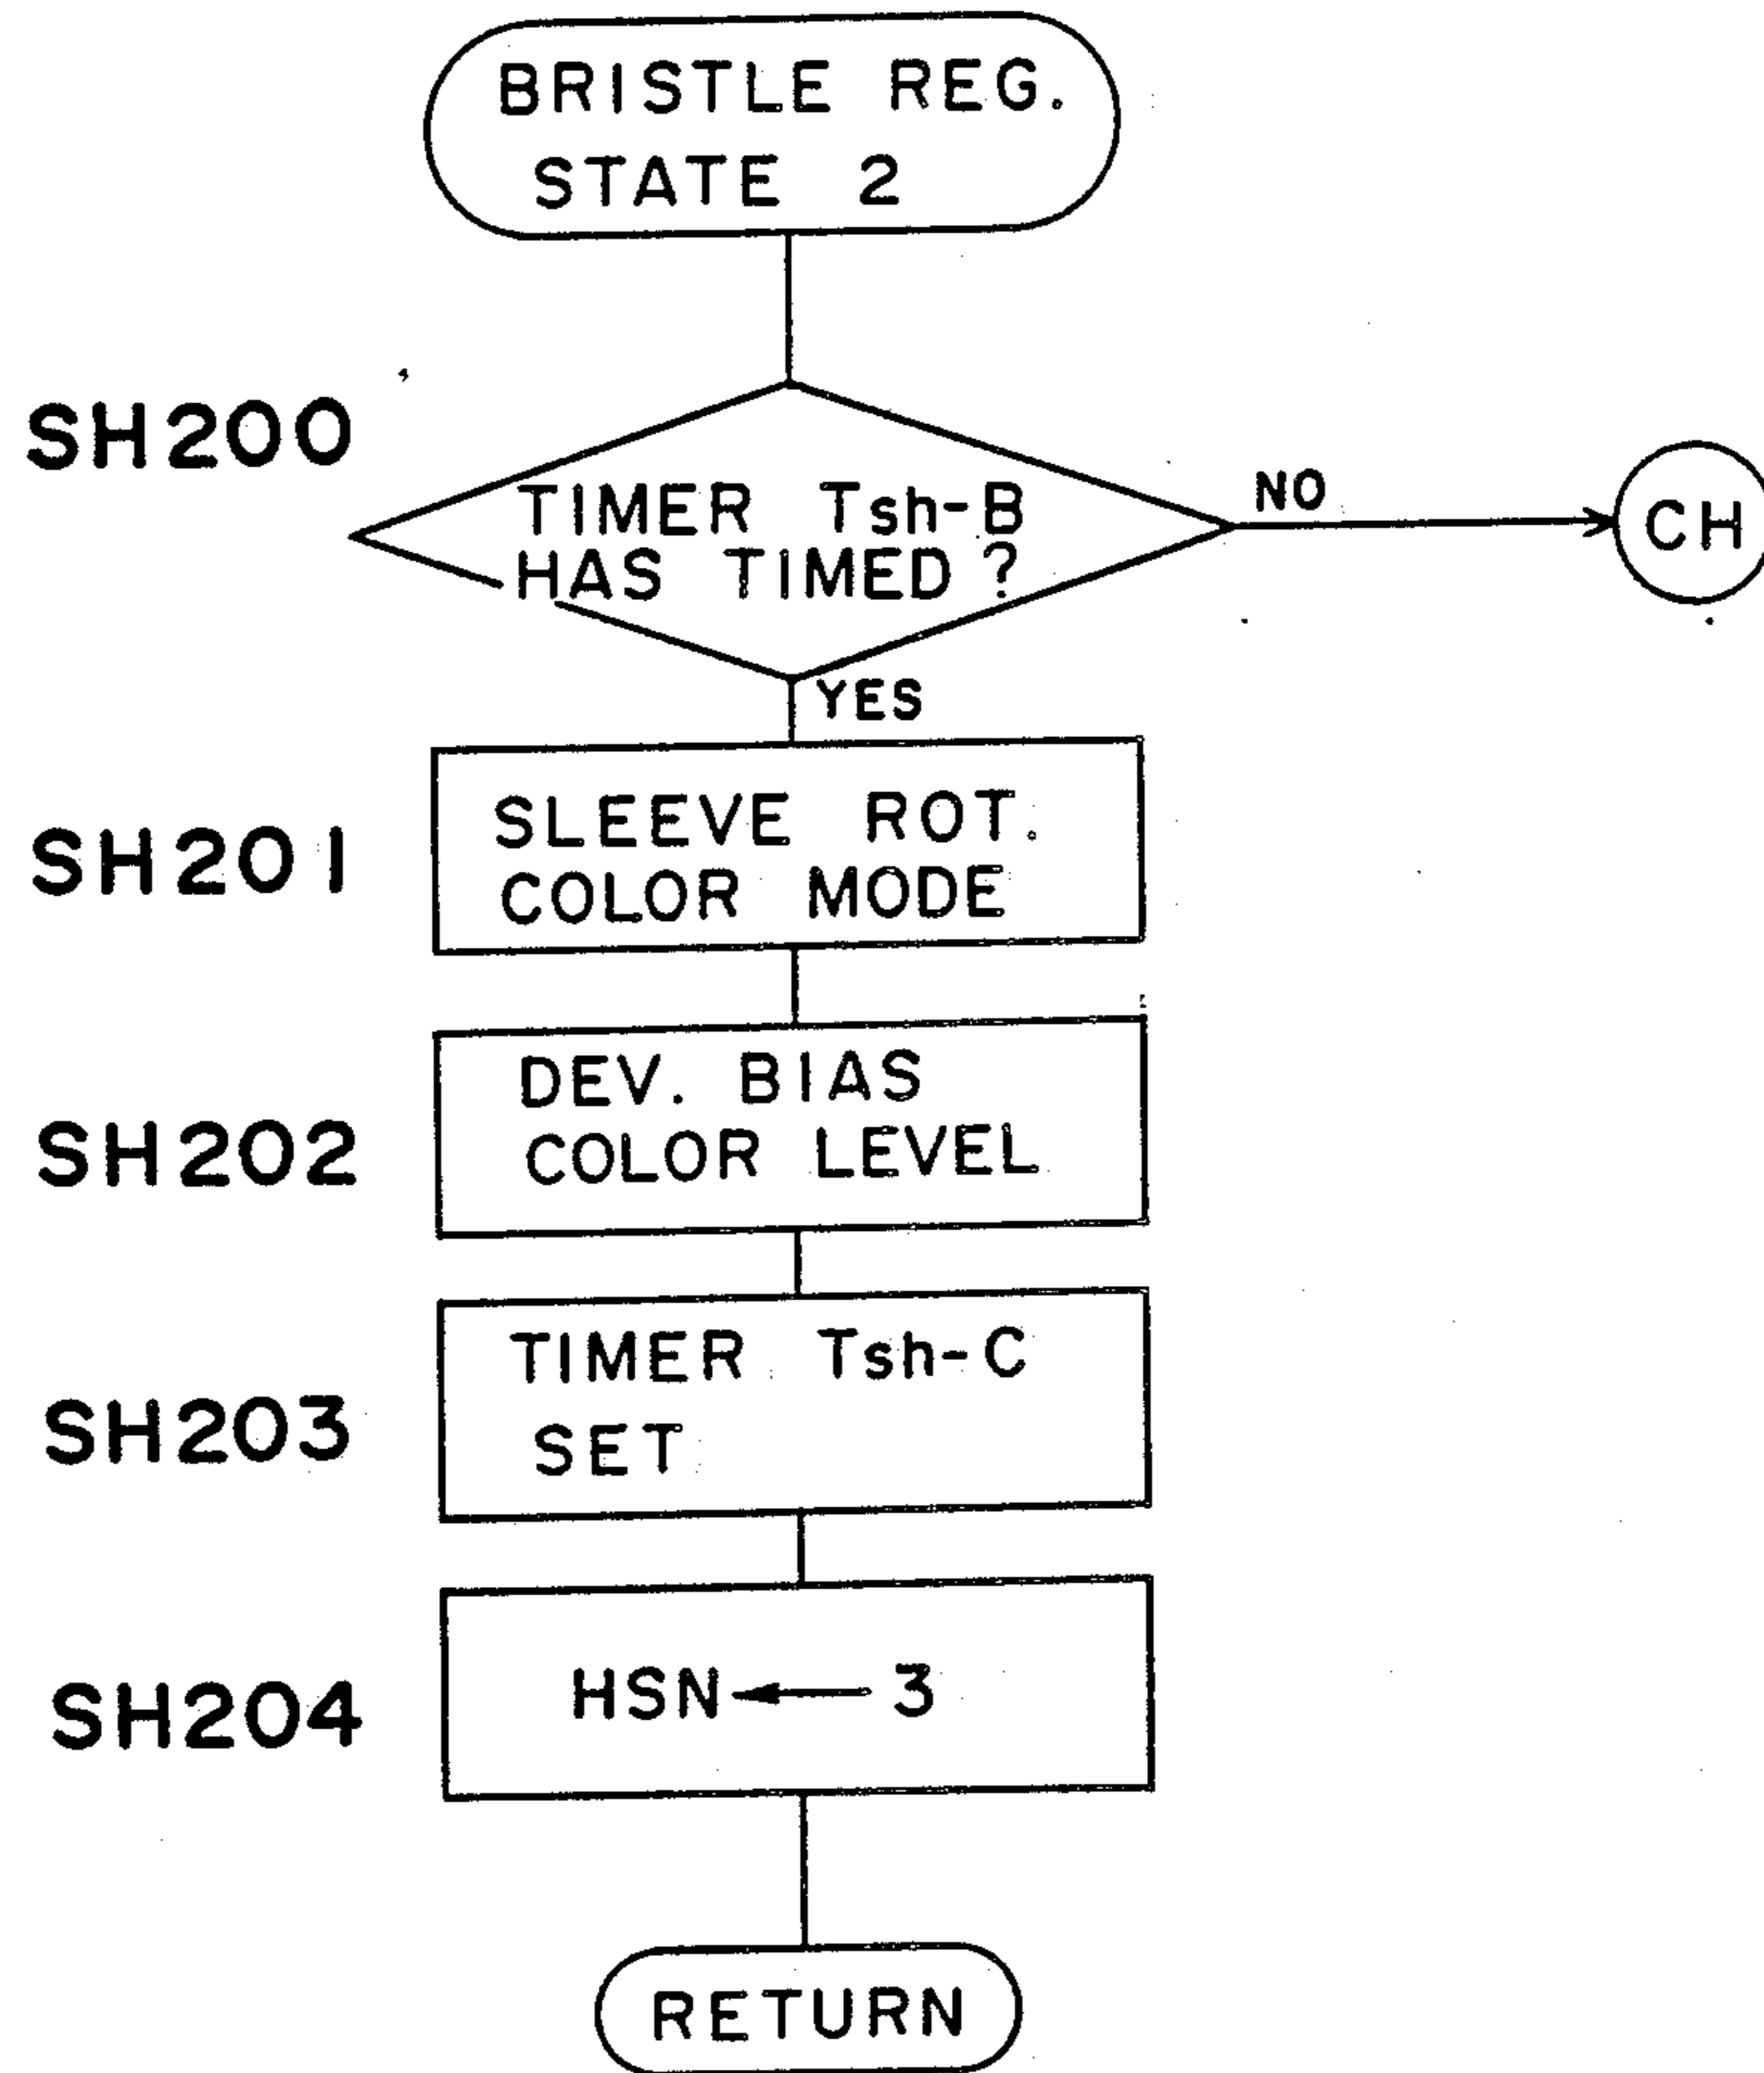 BRISTLE REG.
STATE 2
SH200
TIMER Tsh-B
HAS TIMED ?
NO
CH
YES
SH201
SLEEVE ROT.
COLOR MODE
SH202
DEV. BIAS
COLOR LEVEL
SH203
TIMER Tsh-C
SET
SH204
HSN ← 3
RETURN